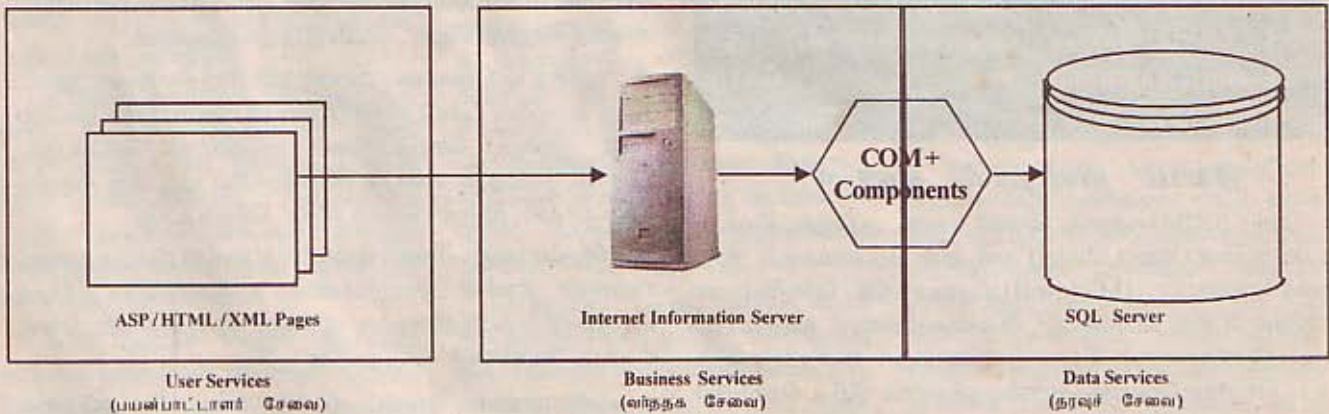 COM+
Components
ASP / HTML / XML Pages
Internet Information Server
SQL Server
User Services
(பயன்பாட்டாளர் சேவை)
Business Services
(வர்த்தக சேவை)
Data Services
(தரவுச் சேவை)